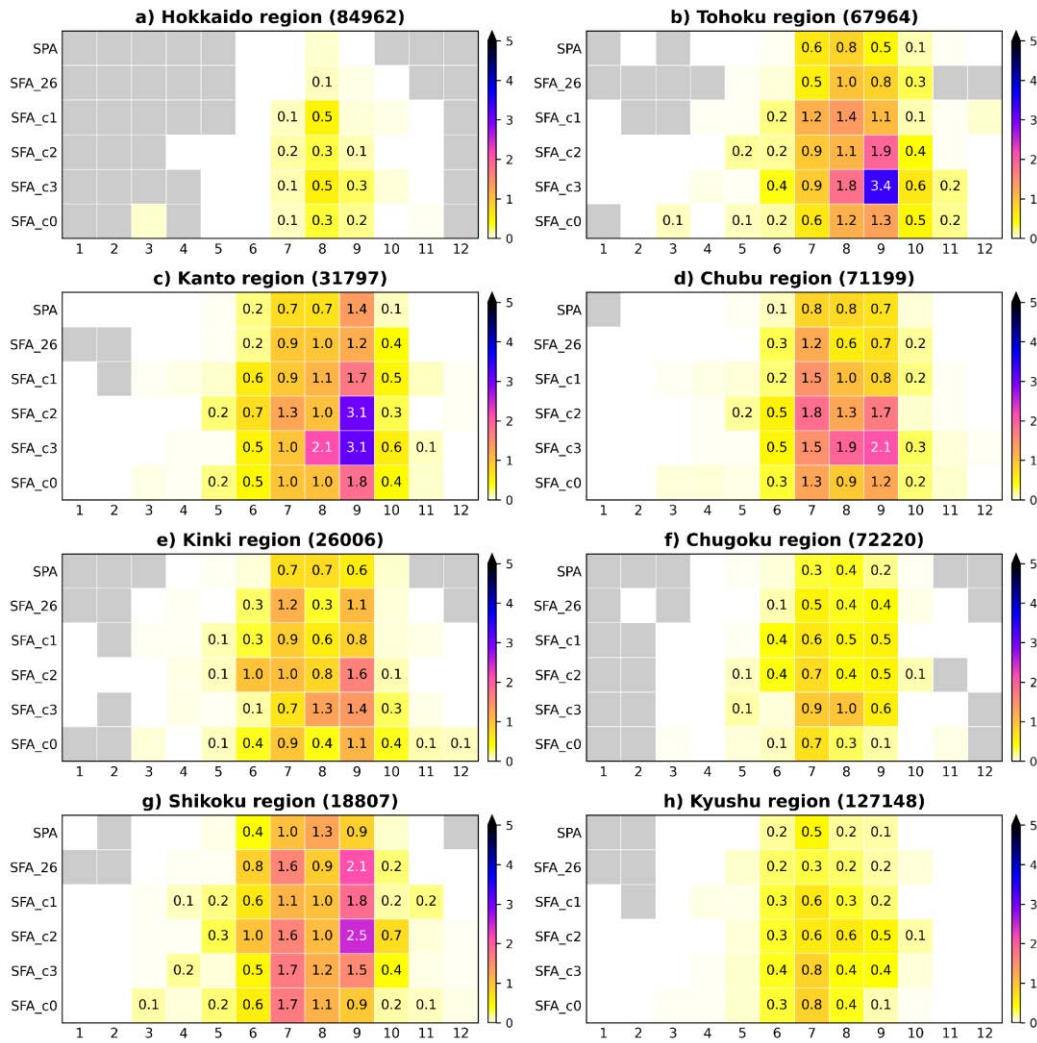 a) Hokkaido region (84962)
SPA
SFA_26 0.1
SFA_c1 0.1 0.5
SFA_c2 0.2 0.3 0.1
SFA_c3 0.1 0.5 0.3
SFA_c0 0.1 0.3 0.2
1 2 3 4 5 6 7 8 9 10 11 12
5
4
3
2
1
0
b) Tohoku region (67964)
SPA 0.6 0.8 0.5 0.1
SFA_26 0.5 1.0 0.8 0.3
SFA_c1 0.2 1.2 1.4 1.1 0.1
SFA_c2 0.2 0.2 0.9 1.1 1.9 0.4
SFA_c3 0.4 0.9 1.8 3.4 0.6 0.2
SFA_c0 0.1 0.1 0.2 0.6 1.2 1.3 0.5 0.2
1 2 3 4 5 6 7 8 9 10 11 12
5
4
3
2
1
0
c) Kanto region (31797)
SPA 0.2 0.7 0.7 1.4 0.1
SFA_26 0.2 0.9 1.0 1.2 0.4
SFA_c1 0.6 0.9 1.1 1.7 0.5
SFA_c2 0.2 0.7 1.3 1.0 3.1 0.3
SFA_c3 0.5 1.0 2.1 3.1 0.6 0.1
SFA_c0 0.2 0.5 1.0 1.0 1.8 0.4
1 2 3 4 5 6 7 8 9 10 11 12
5
4
3
2
1
0
d) Chubu region (71199)
SPA 0.1 0.8 0.8 0.7
SFA_26 0.3 1.2 0.6 0.7 0.2
SFA_c1 0.2 1.5 1.0 0.8 0.2
SFA_c2 0.2 0.5 1.8 1.3 1.7
SFA_c3 0.5 1.5 1.9 2.1 0.3
SFA_c0 0.3 1.3 0.9 1.2 0.2
1 2 3 4 5 6 7 8 9 10 11 12
5
4
3
2
1
0
e) Kinki region (26006)
SPA 0.7 0.7 0.6
SFA_26 0.3 1.2 0.3 1.1
SFA_c1 0.1 0.3 0.9 0.6 0.8
SFA_c2 0.1 1.0 1.0 0.8 1.6 0.1
SFA_c3 0.1 0.7 1.3 1.4 0.3
SFA_c0 0.1 0.4 0.9 0.4 1.1 0.4 0.1 0.1
1 2 3 4 5 6 7 8 9 10 11 12
5
4
3
2
1
0
f) Chugoku region (72220)
SPA 0.3 0.4 0.2
SFA_26 0.1 0.5 0.4 0.4
SFA_c1 0.4 0.6 0.5 0.5
SFA_c2 0.1 0.4 0.7 0.4 0.5 0.1
SFA_c3 0.1 0.9 1.0 0.6
SFA_c0 0.1 0.7 0.3 0.1
1 2 3 4 5 6 7 8 9 10 11 12
5
4
3
2
1
0
g) Shikoku region (18807)
SPA 0.4 1.0 1.3 0.9
SFA_26 0.8 1.6 0.9 2.1 0.2
SFA_c1 0.1 0.2 0.6 1.1 1.0 1.8 0.2 0.2
SFA_c2 0.3 1.0 1.6 1.0 2.5 0.7
SFA_c3 0.2 0.5 1.7 1.2 1.5 0.4
SFA_c0 0.1 0.2 0.6 1.7 1.1 0.9 0.2 0.1
1 2 3 4 5 6 7 8 9 10 11 12
5
4
3
2
1
0
h) Kyushu region (127148)
SPA 0.2 0.5 0.2 0.1
SFA_26 0.2 0.3 0.2 0.2
SFA_c1 0.3 0.6 0.3 0.2
SFA_c2 0.3 0.6 0.6 0.5 0.1
SFA_c3 0.4 0.8 0.4 0.4
SFA_c0 0.3 0.8 0.4 0.1
1 2 3 4 5 6 7 8 9 10 11 12
5
4
3
2
1
0